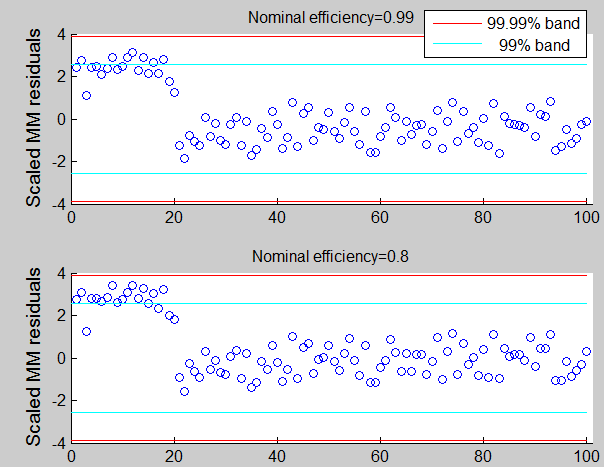 Nominal efficiency=0.99
99.99% band
99% band
Scaled MM residuals
4
2
0
-2
-4
0 20 40 60 80 100
Nominal efficiency=0.8
Scaled MM residuals
4
2
0
-2
-4
0 20 40 60 80 100